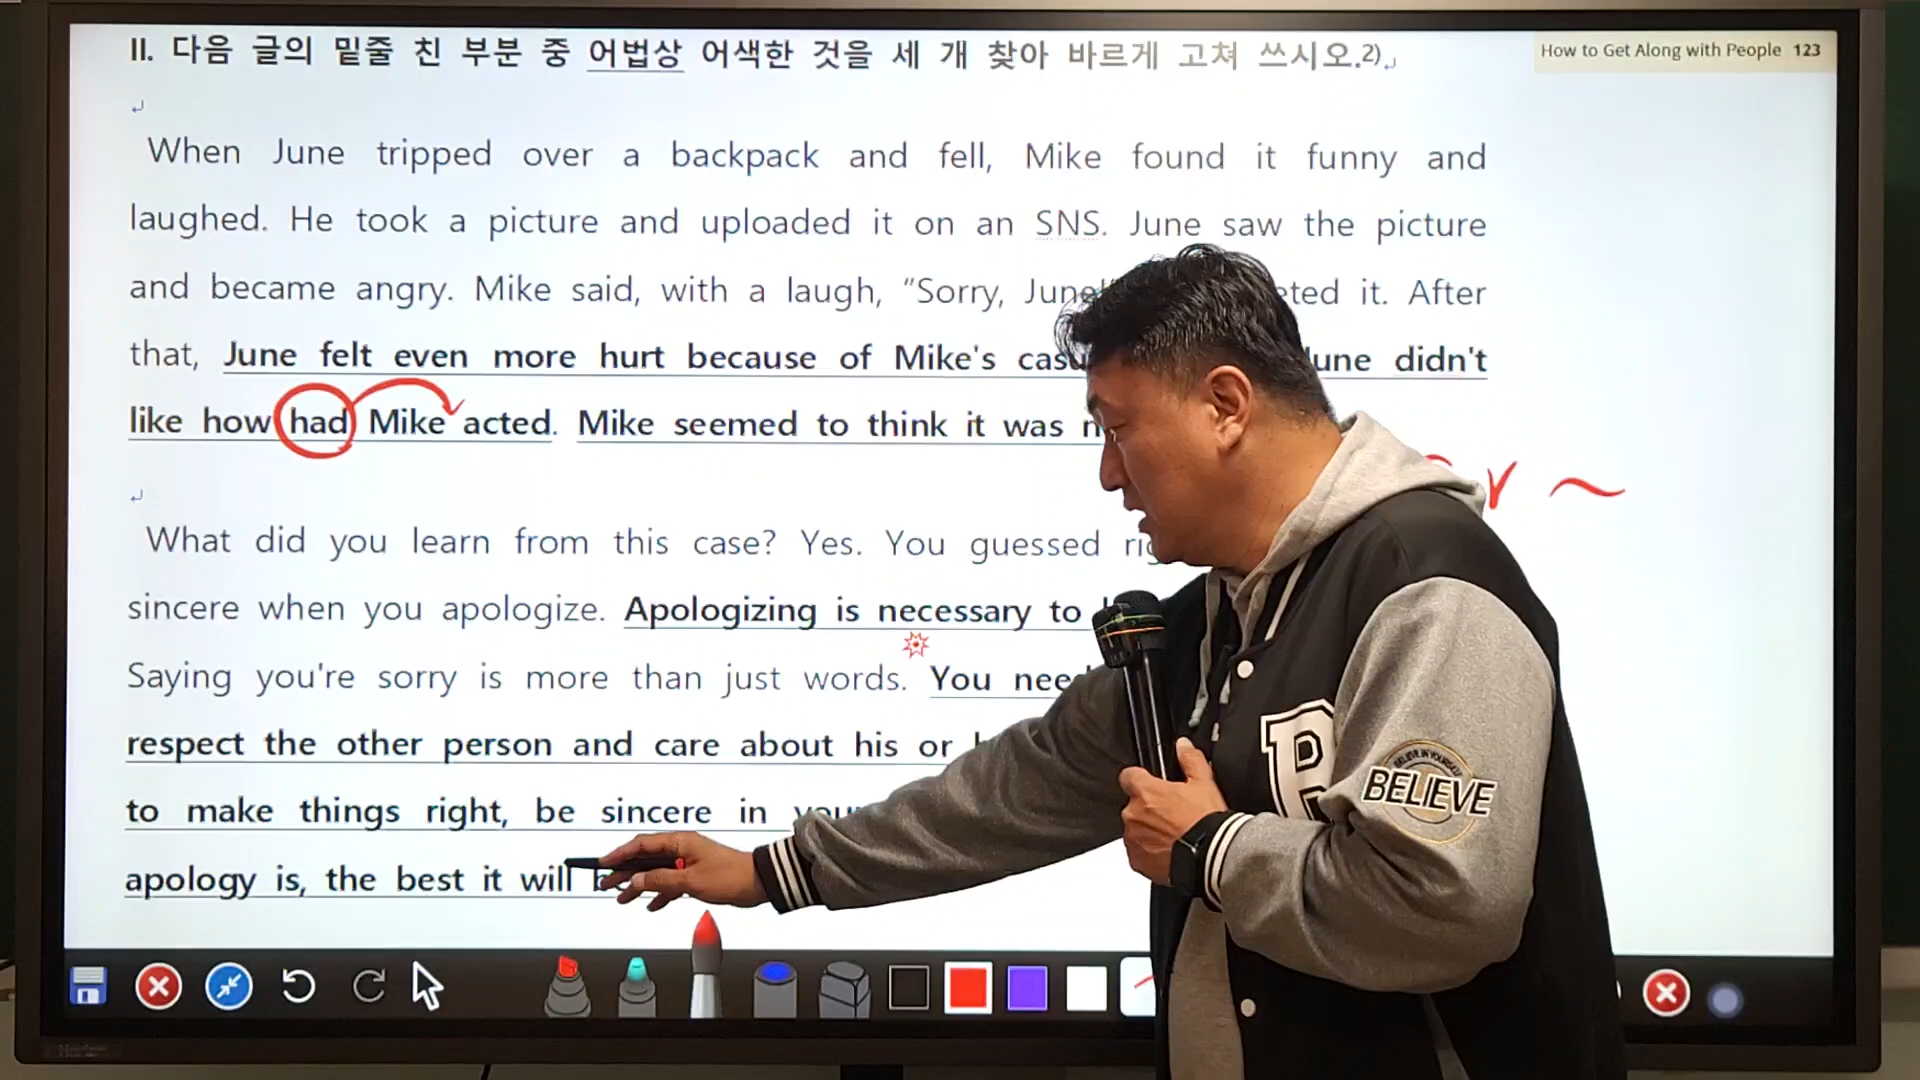 II. 다음 글의 밑줄 친 부분 중 어법상 어색한 것을 세 개 찾아 바르게 고쳐 쓰시오.2)
How to Get Along with People 123
When June tripped over a backpack and fell, Mike found it funny and
laughed. He took a picture and uploaded it on an SNS. June saw the picture
and became angry. Mike said, with a laugh, "Sorry, June!" it. After
that, June felt even more hurt because of Mike's June didn't
like how had Mike acted. Mike seemed to think it was
What did you learn from this case? Yes. You guessed
sincere when you apologize. Apologizing is necessary to
Saying you're sorry is more than just words. You
respect the other person and care about his or
to make things right, be sincere in
apology is, the best it will
BELIEVE IN YOURSELF
BELIEVE